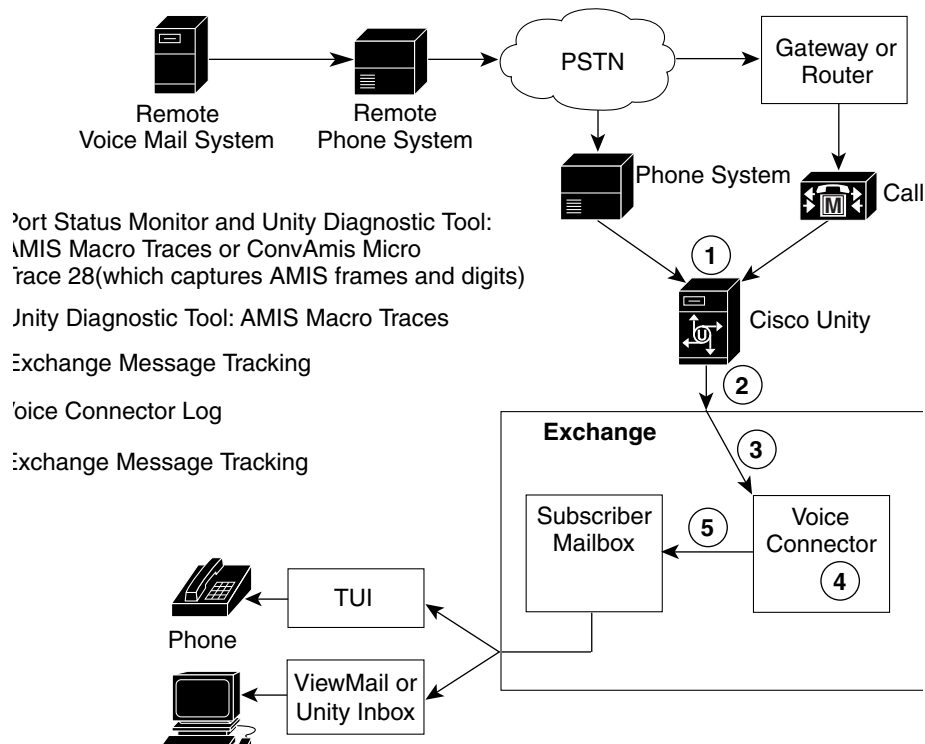 PSTN
Gateway or
Router
Remote
Voice Mail System
Remote
Phone System
Phone System
Call
Port Status Monitor and Unity Diagnostic Tool:
AMIS Macro Traces or ConvAmis Micro
Trace 28(which captures AMIS frames and digits)
Unity Diagnostic Tool: AMIS Macro Traces
Exchange Message Tracking
Voice Connector Log
Exchange Message Tracking
M
1
U
Cisco Unity
2
Exchange
3
Subscriber
Mailbox
5
Voice
Connector
4
TUI
Phone
ViewMail or
Unity Inbox